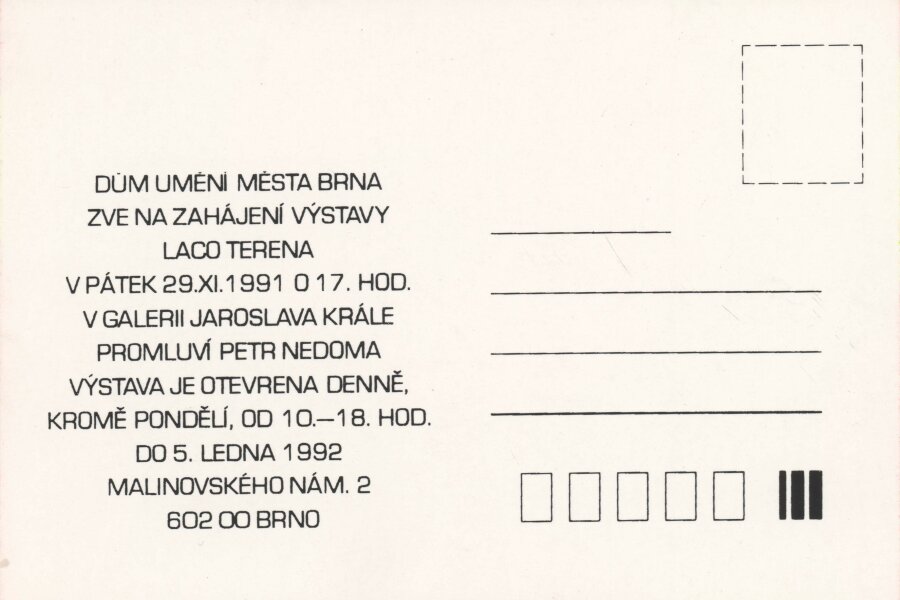 DŮM UMĚNÍ MĚSTA BRNA
ZVE NA ZAHÁJENÍ VÝSTAVY
LACO TERENA
V PÁTEK 29.XI.1991 O 17. HOD.
V GALERII JAROSLAVA KRÁLE
PROMLUVÍ PETR NEDOMA
VÝSTAVA JE OTEVŘENA DENNĚ,
KROMĚ PONDĚLÍ, OD 10.—18. HOD.
DO 5. LEDNA 1992
MALINOVSKÉHO NÁM. 2
602 00 BRNO